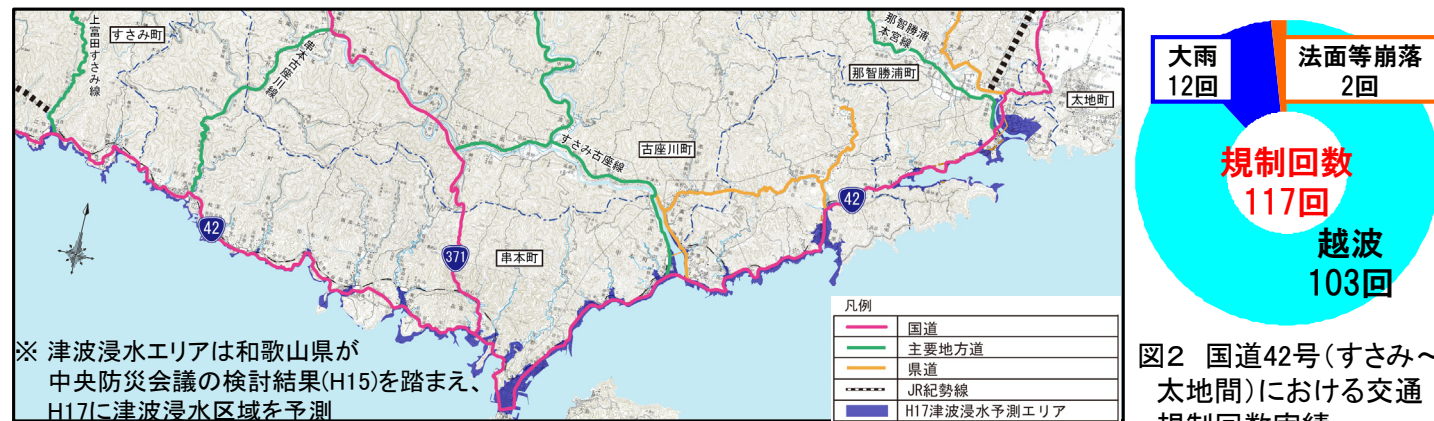 上富田すさみ線
すさみ町
串本古座川線
那智勝浦
本宮線
那智勝浦町
太地町
すさみ古座線
古座川町
42
42
371
串本町
※ 津波浸水エリアは和歌山県が
中央防災会議の検討結果(H15)を踏まえ、
H17に津波浸水区域を予測
凡例
国道
主要地方道
県道
JR紀勢線
H17津波浸水予測エリア
大雨
12回
法面等崩落
2回
規制回数
117回
越波
103回
図2 国道42号(すさみ~
太地間)における交通
規制回数実績